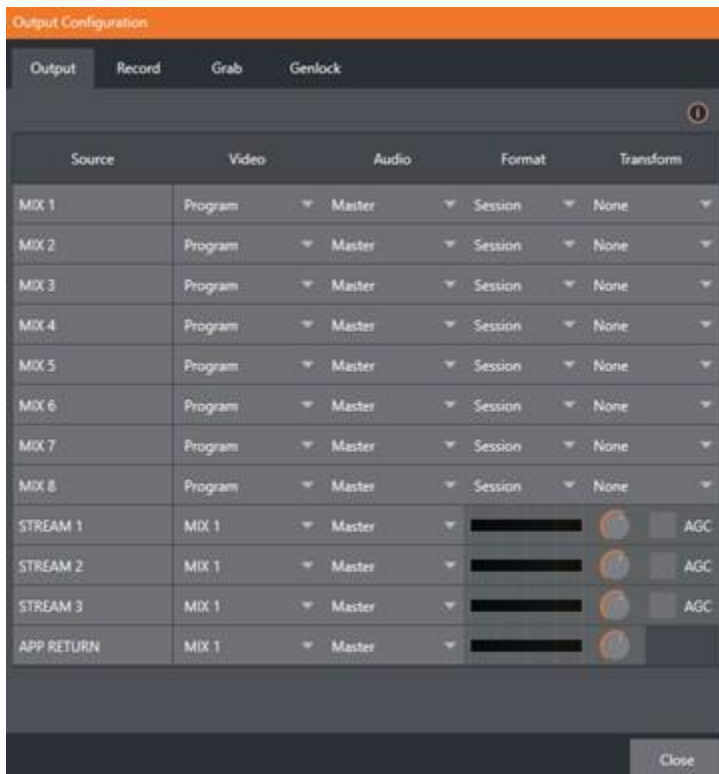 Output Configuration
Output Record Grab Genlock
Source Video Audio Format Transform
MIX 1 Program Master Session None
MIX 2 Program Master Session None
MIX 3 Program Master Session None
MIX 4 Program Master Session None
MIX 5 Program Master Session None
MIX 6 Program Master Session None
MIX 7 Program Master Session None
MIX 8 Program Master Session None
STREAM 1 MIX 1 Master AGC
STREAM 2 MIX 1 Master AGC
STREAM 3 MIX 1 Master AGC
APP RETURN MIX 1 Master
Close